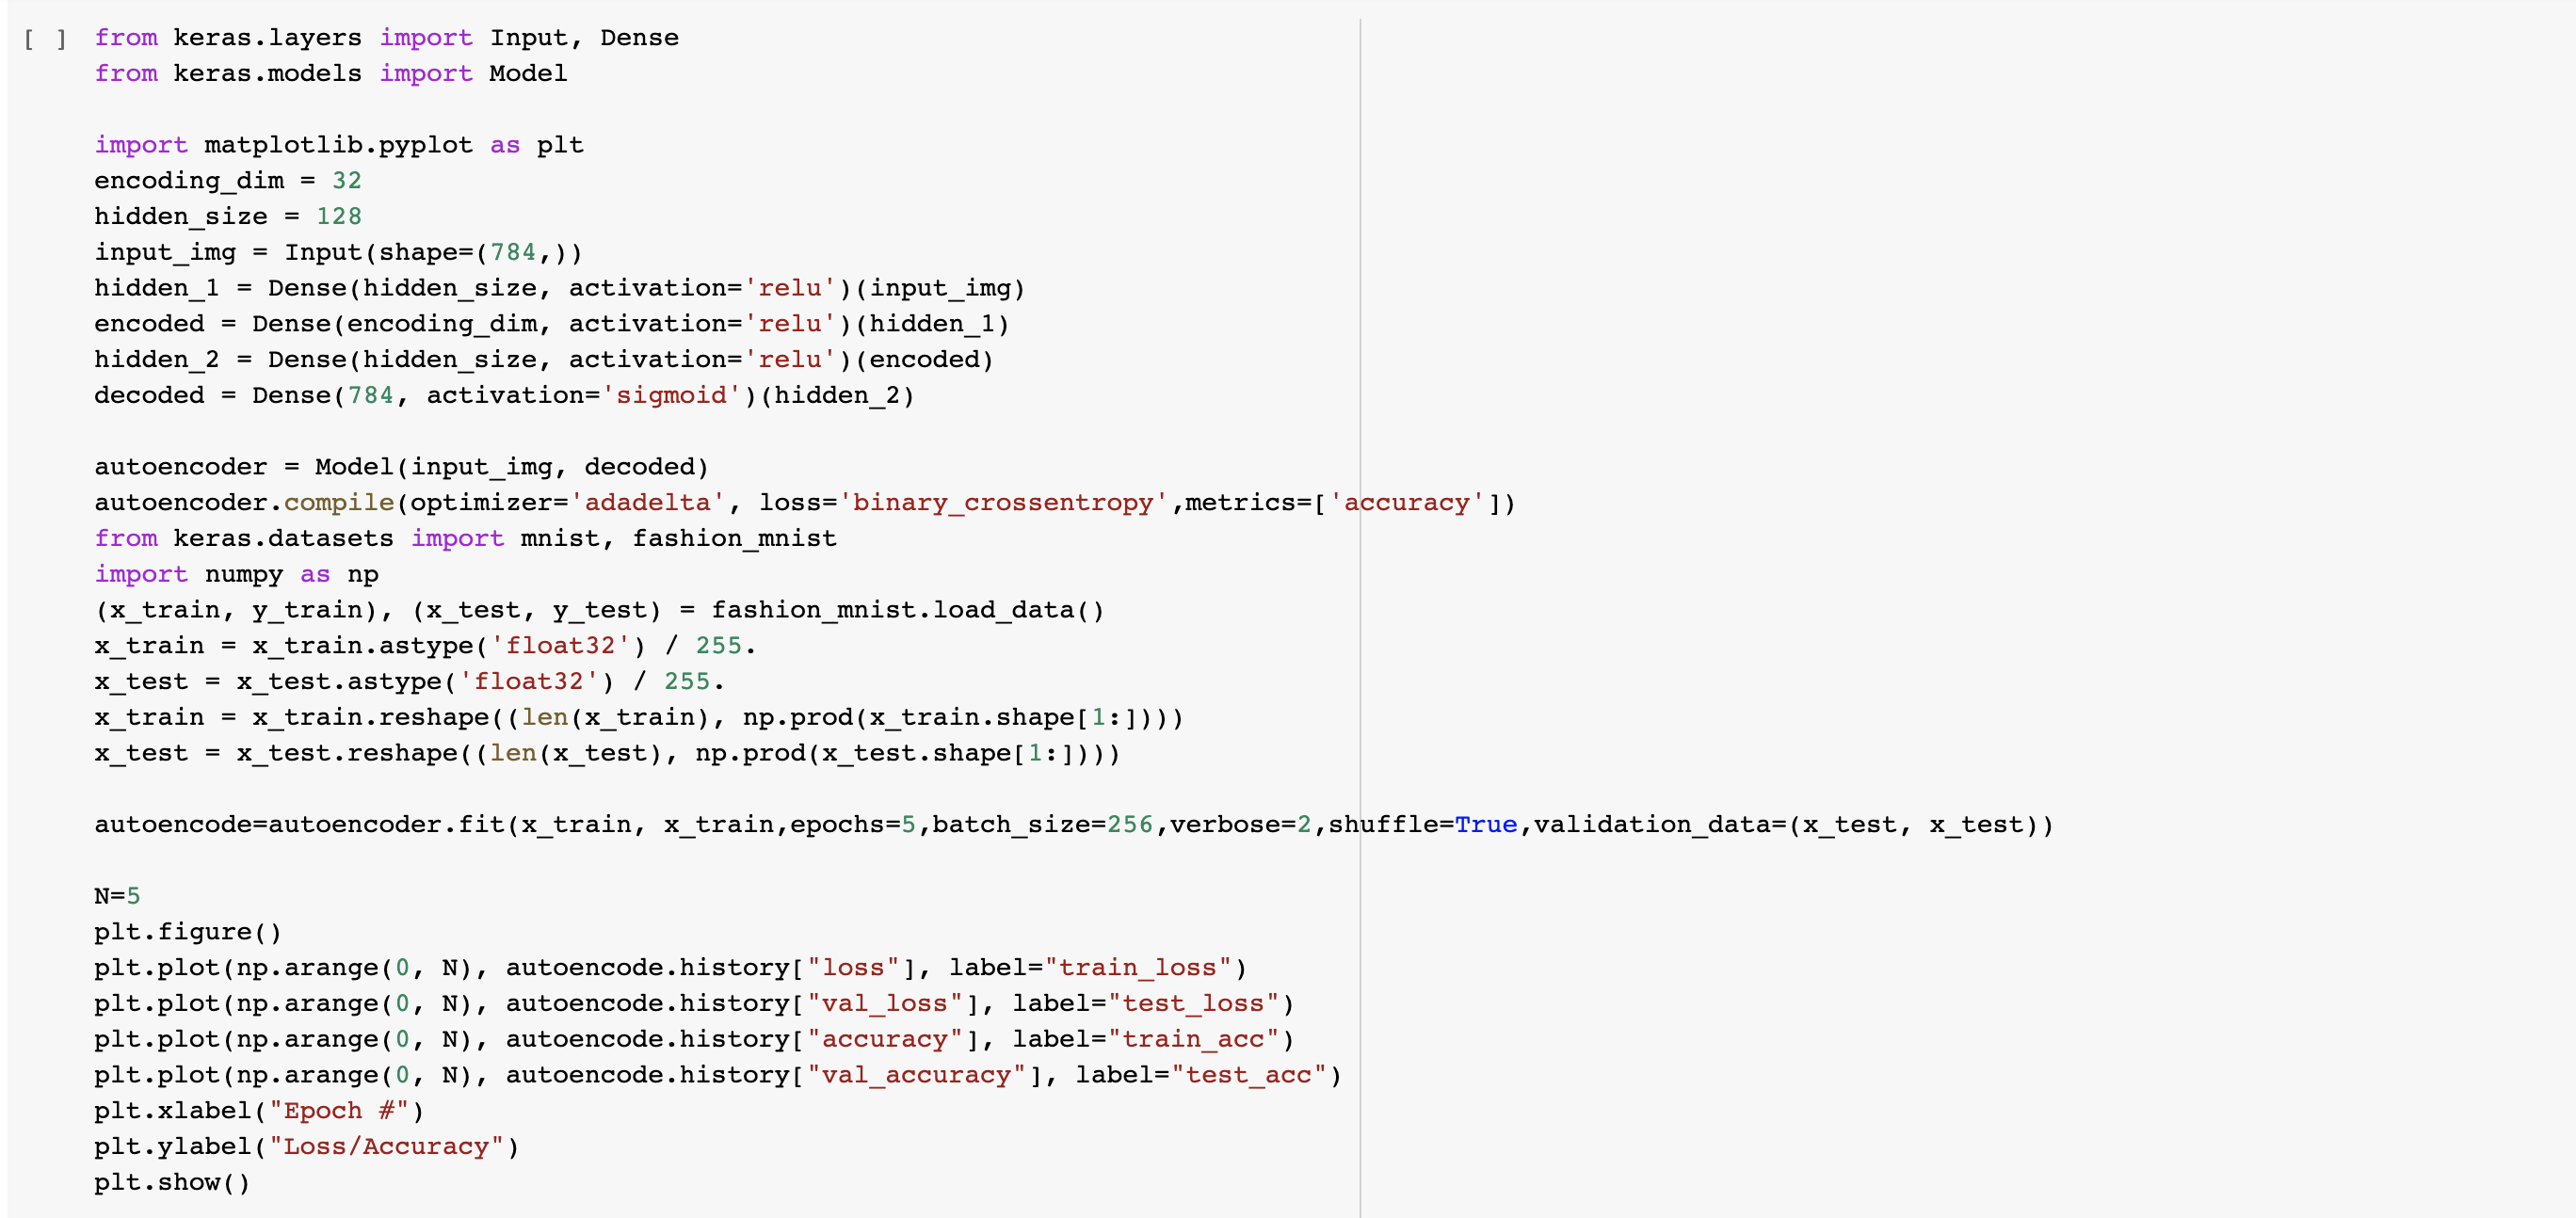 [ ] from keras.layers import Input, Dense
from keras.models import Model
import matplotlib.pyplot as plt
encoding_dim = 32
hidden_size = 128
input_img = Input(shape=(784,))
hidden_1 = Dense(hidden_size, activation='relu')(input_img)
encoded = Dense(encoding_dim, activation='relu')(hidden_1)
hidden_2 = Dense(hidden_size, activation='relu')(encoded)
decoded = Dense(784, activation='sigmoid')(hidden_2)
autoencoder = Model(input_img, decoded)
autoencoder.compile(optimizer='adadelta', loss='binary_crossentropy',metrics=['accuracy'])
from keras.datasets import mnist, fashion_mnist
import numpy as np
(x_train, y_train), (x_test, y_test) = fashion_mnist.load_data()
x_train = x_train.astype('float32') / 255.
x_test = x_test.astype('float32') / 255.
x_train = x_train.reshape((len(x_train), np.prod(x_train.shape[1:])))
x_test = x_test.reshape((len(x_test), np.prod(x_test.shape[1:])))
autoencode=autoencoder.fit(x_train, x_train,epochs=5,batch_size=256,verbose=2,shuffle=True,validation_data=(x_test, x_test))
N=5
plt.figure()
plt.plot(np.arange(0, N), autoencode.history["loss"], label="train_loss")
plt.plot(np.arange(0, N), autoencode.history["val_loss"], label="test_loss")
plt.plot(np.arange(0, N), autoencode.history["accuracy"], label="train_acc")
plt.plot(np.arange(0, N), autoencode.history["val_accuracy"], label="test_acc")
plt.xlabel("Epoch #")
plt.ylabel("Loss/Accuracy")
plt.show()